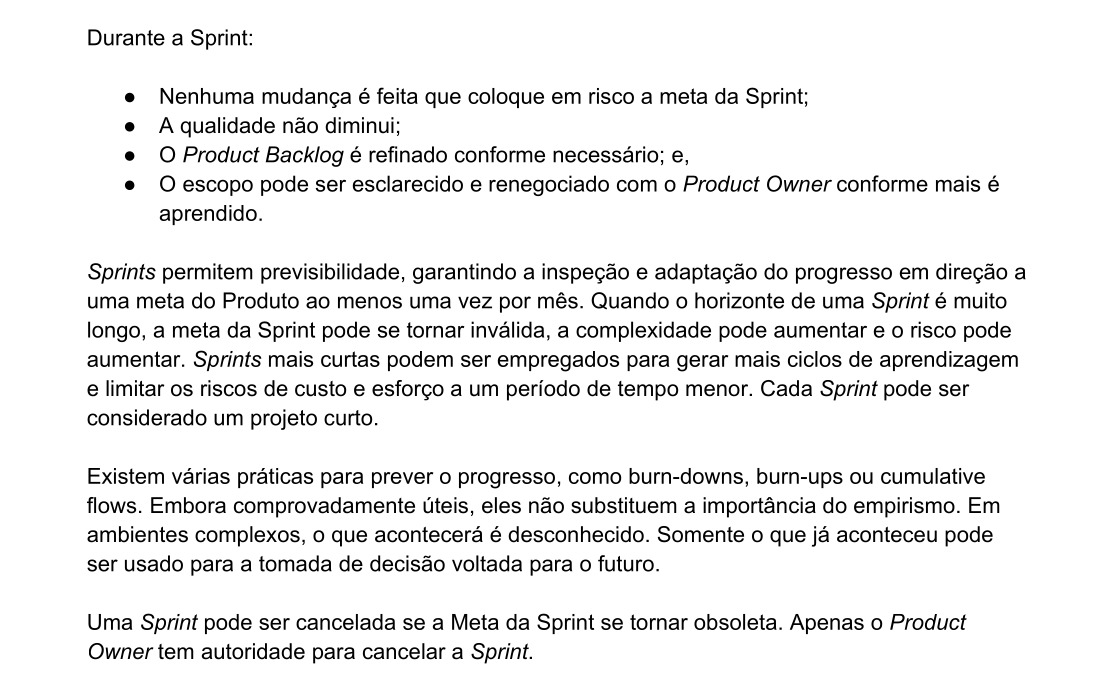 Durante a Sprint:
● Nenhuma mudança é feita que coloque em risco a meta da Sprint;
● A qualidade não diminui;
● O Product Backlog é refinado conforme necessário; e,
● O escopo pode ser esclarecido e renegociado com o Product Owner conforme mais é
aprendido.
Sprints permitem previsibilidade, garantindo a inspeção e adaptação do progresso em direção a
uma meta do Produto ao menos uma vez por mês. Quando o horizonte de uma Sprint é muito
longo, a meta da Sprint pode se tornar inválida, a complexidade pode aumentar e o risco pode
aumentar. Sprints mais curtas podem ser empregados para gerar mais ciclos de aprendizagem
e limitar os riscos de custo e esforço a um período de tempo menor. Cada Sprint pode ser
considerado um projeto curto.
Existem várias práticas para prever o progresso, como burn-downs, burn-ups ou cumulative
flows. Embora comprovadamente úteis, eles não substituem a importância do empirismo. Em
ambientes complexos, o que acontecerá é desconhecido. Somente o que já aconteceu pode
ser usado para a tomada de decisão voltada para o futuro.
Uma Sprint pode ser cancelada se a Meta da Sprint se tornar obsoleta. Apenas o Product
Owner tem autoridade para cancelar a Sprint.